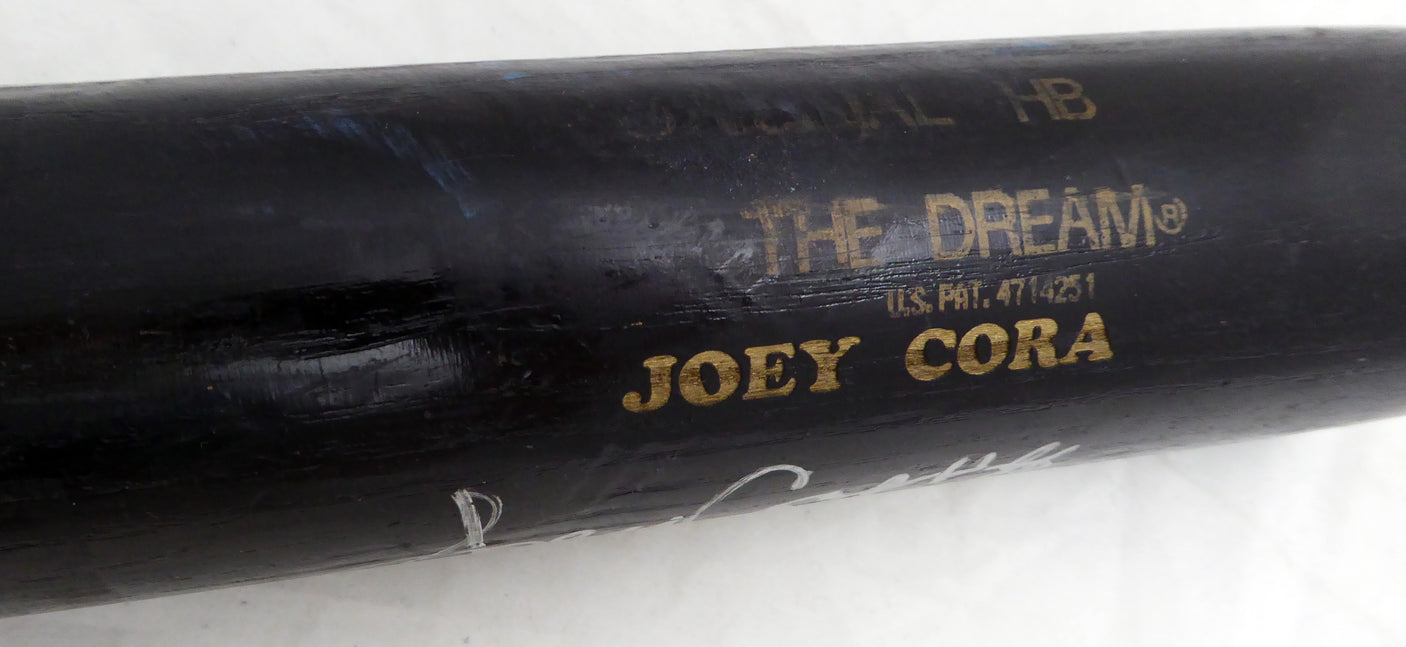 HB
THE DREAM®
U.S. PAT. 4714251
JOEY CORA